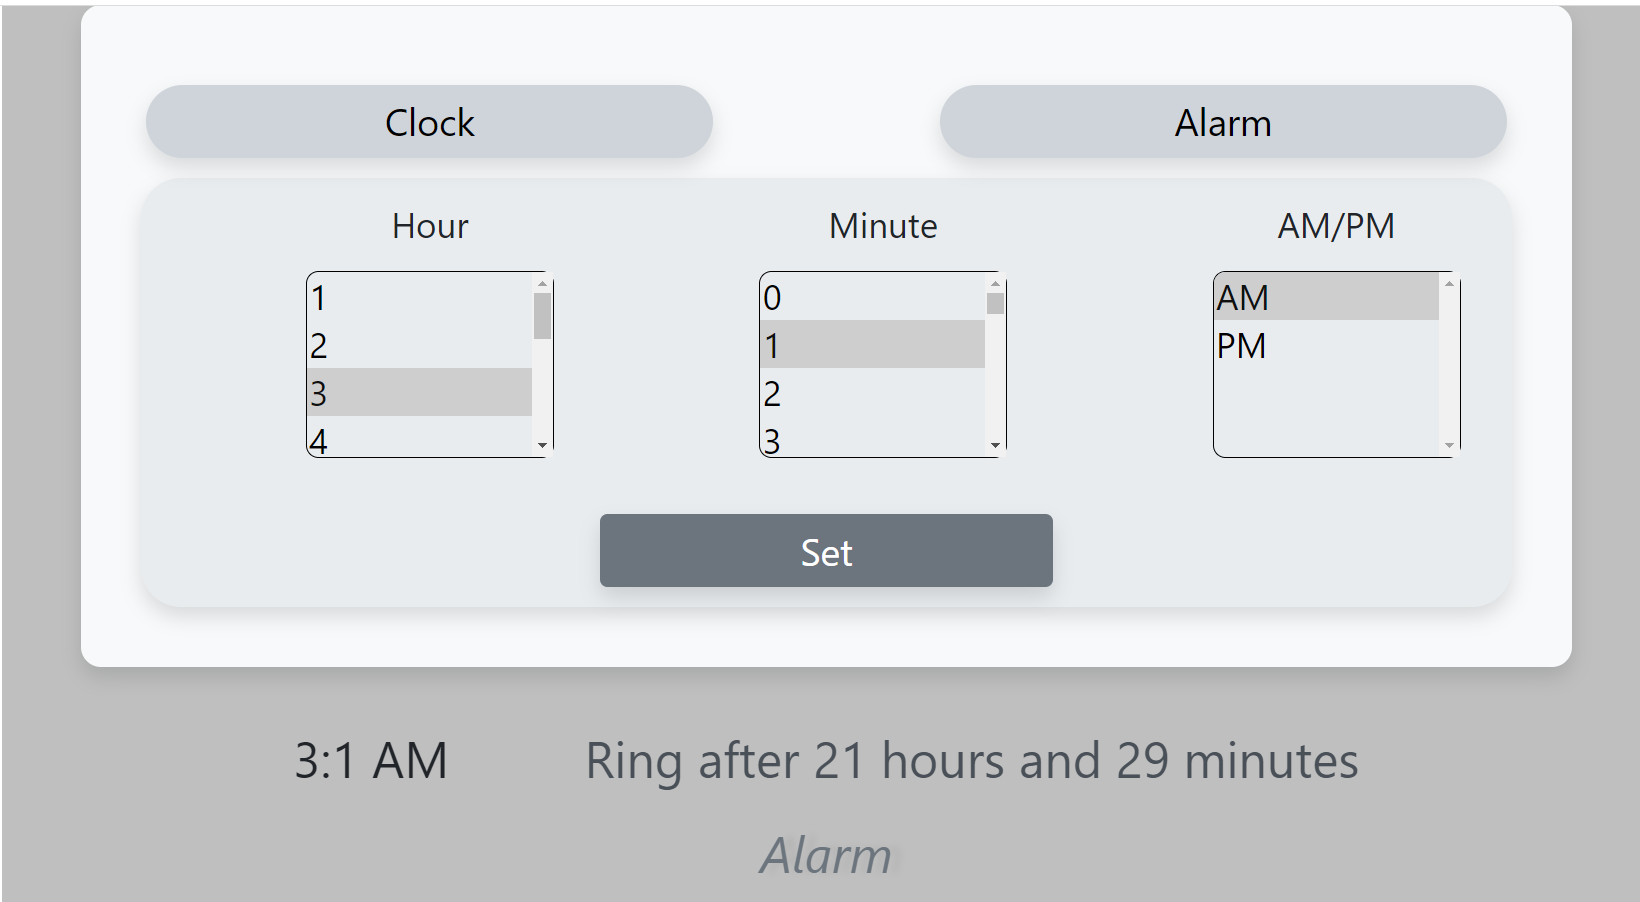 Clock Alarm
Hour Minute AM/PM
1 0 AM
2 1 PM
3 2
4 3
Set
3:1 AM Ring after 21 hours and 29 minutes
Alarm